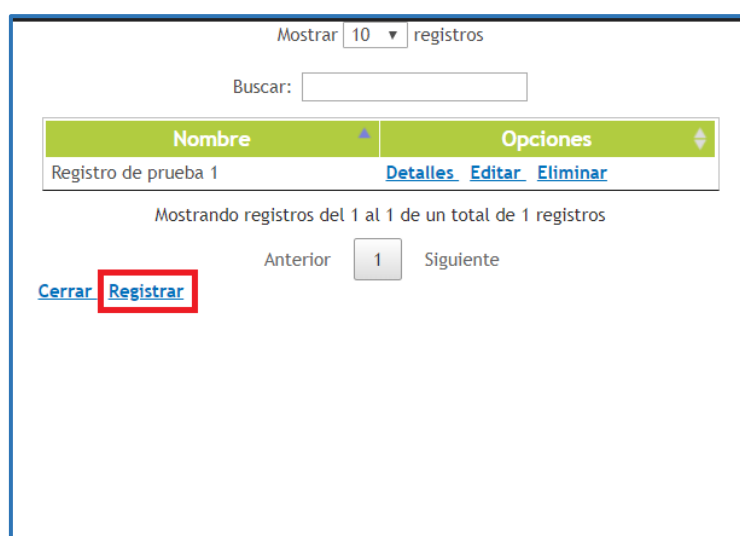 Mostrar 10 registros
Buscar:
Nombre Opciones
Registro de prueba 1 Detalles Editar Eliminar
Mostrando registros del 1 al 1 de un total de 1 registros
Anterior 1 Siguiente
Cerrar Registrar